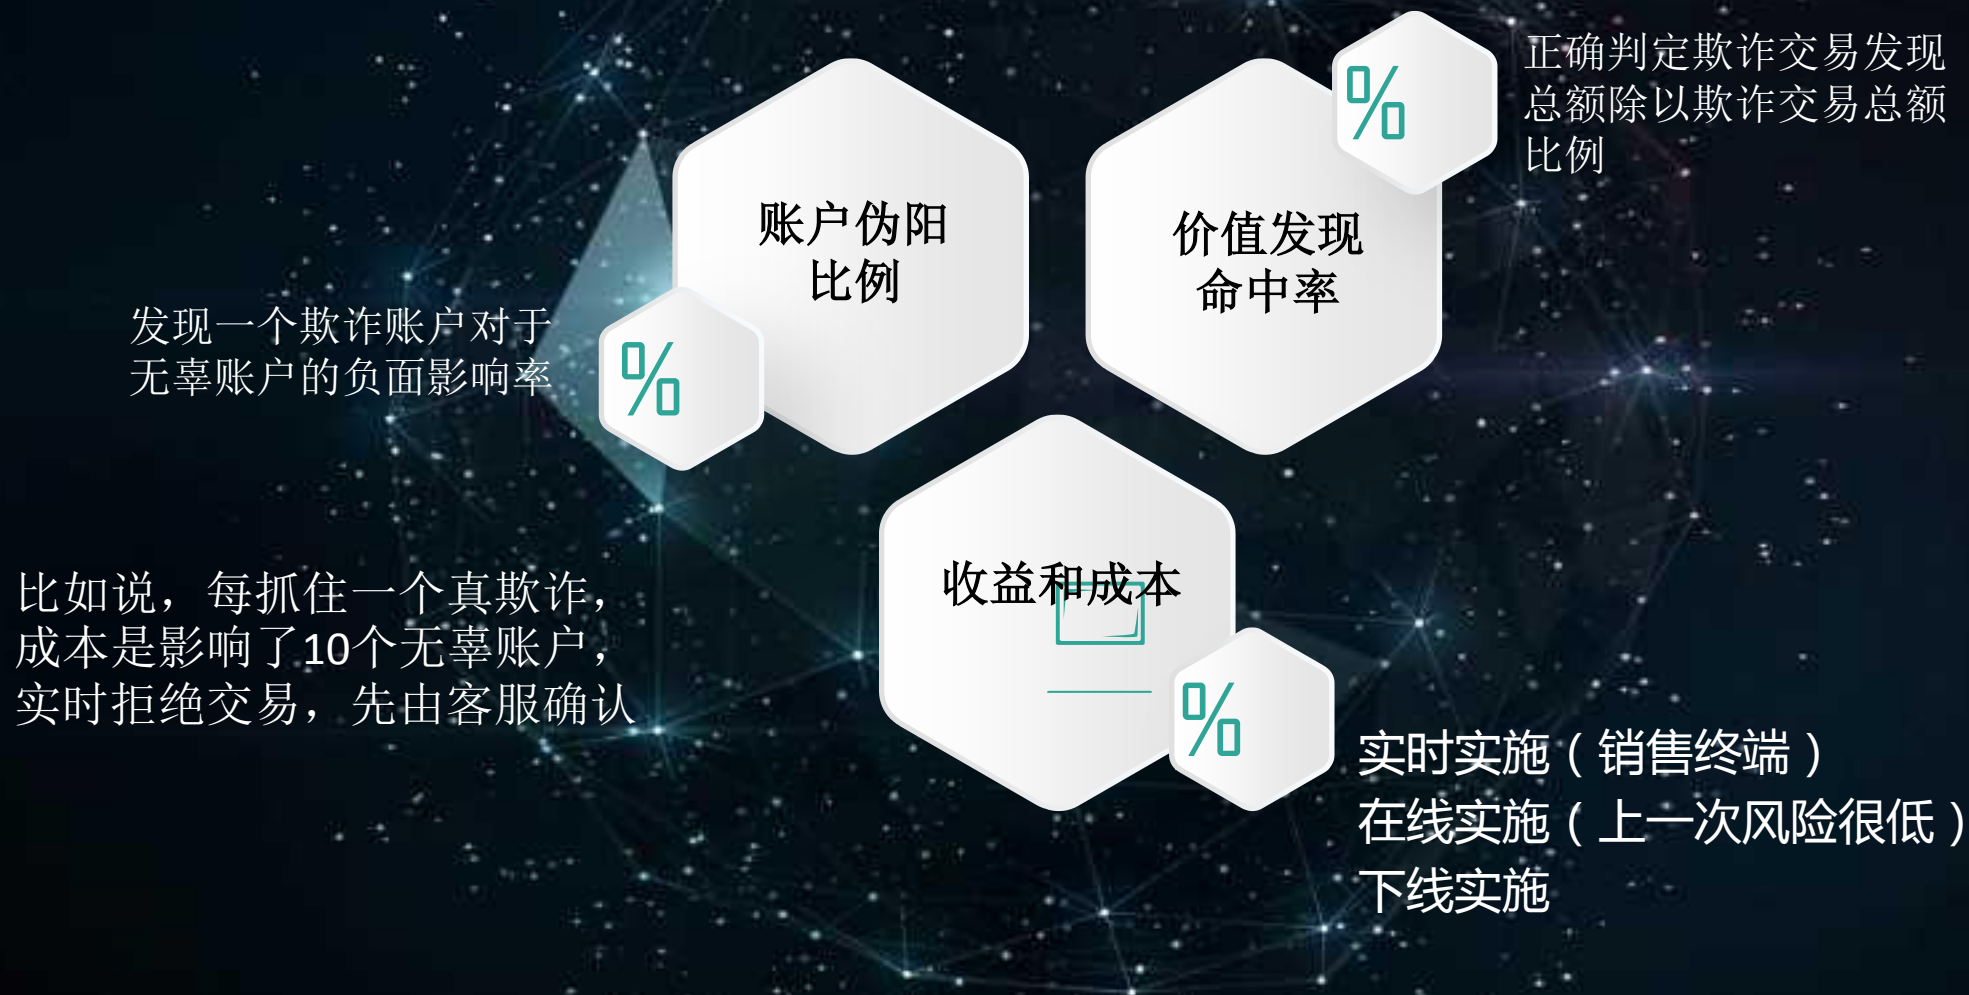 正确判定欺诈交易发现
总额除以欺诈交易总额
比例
%
账户伪阳
比例
价值发现
命中率
发现一个欺诈账户对于
无辜账户的负面影响率
%
收益和成本
比如说，每抓住一个真欺诈，
成本是影响了10个无辜账户，
实时拒绝交易，先由客服确认
%
实时实施（销售终端）
在线实施（上一次风险很低）
下线实施